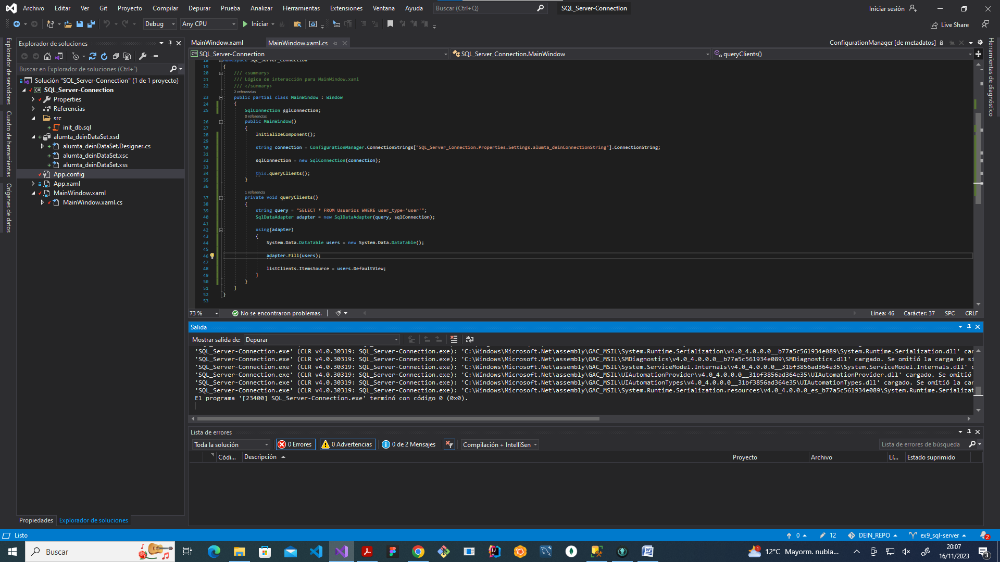 Archivo Editar Ver Git Proyecto Compilar Depurar Prueba Analizar Herramientas Extensiones Ventana Ayuda Buscar (Ctrl+Q) SQL_Server-Connection Iniciar sesión
Debug Any CPU Iniciar Live Share
Explorador de servidores
Cuadro de herramientas
Orígenes de datos
Explorador de soluciones
Buscar en Explorador de soluciones (Ctrl+´)
Solución "SQL_Server-Connection" (1 de 1 proyecto)
SQL_Server-Connection
Properties
Referencias
src
init_db.sql
alumta_deinDataSet.xsd
alumta_deinDataSet.Designer.cs
alumta_deinDataSet.xsc
alumta_deinDataSet.xss
App.config
App.xaml
MainWindow.xaml
MainWindow.xaml.cs
Propiedades Explorador de soluciones
MainWindow.xaml MainWindow.xaml.cs ConfigurationManager [de metadatos]
SQL_Server-Connection SQL_Server_Connection.MainWindow queryClients()
18 namespace SQL_Server_Connection
19 {
20 /// <summary>
21 /// Lógica de interacción para MainWindow.xaml
22 /// </summary>
2 referencias
23 public partial class MainWindow : Window
24 {
25 SqlConnection sqlConnection;
0 referencias
26 public MainWindow()
27 {
28 InitializeComponent();
29
30 string connection = ConfigurationManager.ConnectionStrings["SQL_Server_Connection.Properties.Settings.alumta_deinConnectionString"].ConnectionString;
31
32 sqlConnection = new SqlConnection(connection);
33
34 this.queryClients();
35 }
36
1 referencia
37 private void queryClients()
38 {
39 string query = "SELECT * FROM Usuarios WHERE user_type='user'";
40 SqlDataAdapter adapter = new SqlDataAdapter(query, sqlConnection);
41
42 using(adapter)
43 {
44 System.Data.DataTable users = new System.Data.DataTable();
45
46 adapter.Fill(users);
47
48 listClients.ItemsSource = users.DefaultView;
49 }
50 }
51 }
52 }
53
73 % No se encontraron problemas. Línea: 46 Carácter: 37 SPC CRLF
Herramientas de diagnóstico
Salida
Mostrar salida de: Depurar
'SQL_Server-Connection.exe' (CLR v4.0.30319: SQL_Server-Connection.exe): 'C:\Windows\Microsoft.Net\assembly\GAC_MSIL\System.Runtime.Serialization\v4.0_4.0.0.0__b77a5c561934e089\System.Runtime.Serialization.dll' car
'SQL_Server-Connection.exe' (CLR v4.0.30319: SQL_Server-Connection.exe): 'C:\Windows\Microsoft.Net\assembly\GAC_MSIL\SMDiagnostics\v4.0_4.0.0.0__b77a5c561934e089\SMDiagnostics.dll' cargado. Se omitió la carga de sí
'SQL_Server-Connection.exe' (CLR v4.0.30319: SQL_Server-Connection.exe): 'C:\Windows\Microsoft.Net\assembly\GAC_MSIL\System.ServiceModel.Internals\v4.0_4.0.0.0__31bf3856ad364e35\System.ServiceModel.Internals.dll' c
'SQL_Server-Connection.exe' (CLR v4.0.30319: SQL_Server-Connection.exe): 'C:\Windows\Microsoft.Net\assembly\GAC_MSIL\UIAutomationProvider\v4.0_4.0.0.0__31bf3856ad364e35\UIAutomationProvider.dll' cargado. Se omitió
'SQL_Server-Connection.exe' (CLR v4.0.30319: SQL_Server-Connection.exe): 'C:\Windows\Microsoft.Net\assembly\GAC_MSIL\UIAutomationTypes\v4.0_4.0.0.0__31bf3856ad364e35\UIAutomationTypes.dll' cargado. Se omitió la car
'SQL_Server-Connection.exe' (CLR v4.0.30319: SQL_Server-Connection.exe): 'C:\Windows\Microsoft.Net\assembly\GAC_MSIL\System.Runtime.Serialization.resources\v4.0_4.0.0.0_es_b77a5c561934e089\System.Runtime.Serializat
El programa '[23400] SQL_Server-Connection.exe' terminó con código 0 (0x0).
Lista de errores
Toda la solución 0 Errores 0 Advertencias 0 de 2 Mensajes Compilación + IntelliSen Lista de errores de búsqueda
Códi... Descripción Proyecto Archivo Lí... Estado suprimido
Listo 0 12 DEIN_REPO ex9_sql-server 2
Buscar 1 12°C Mayorm. nubla... 20:07
16/11/2023 3